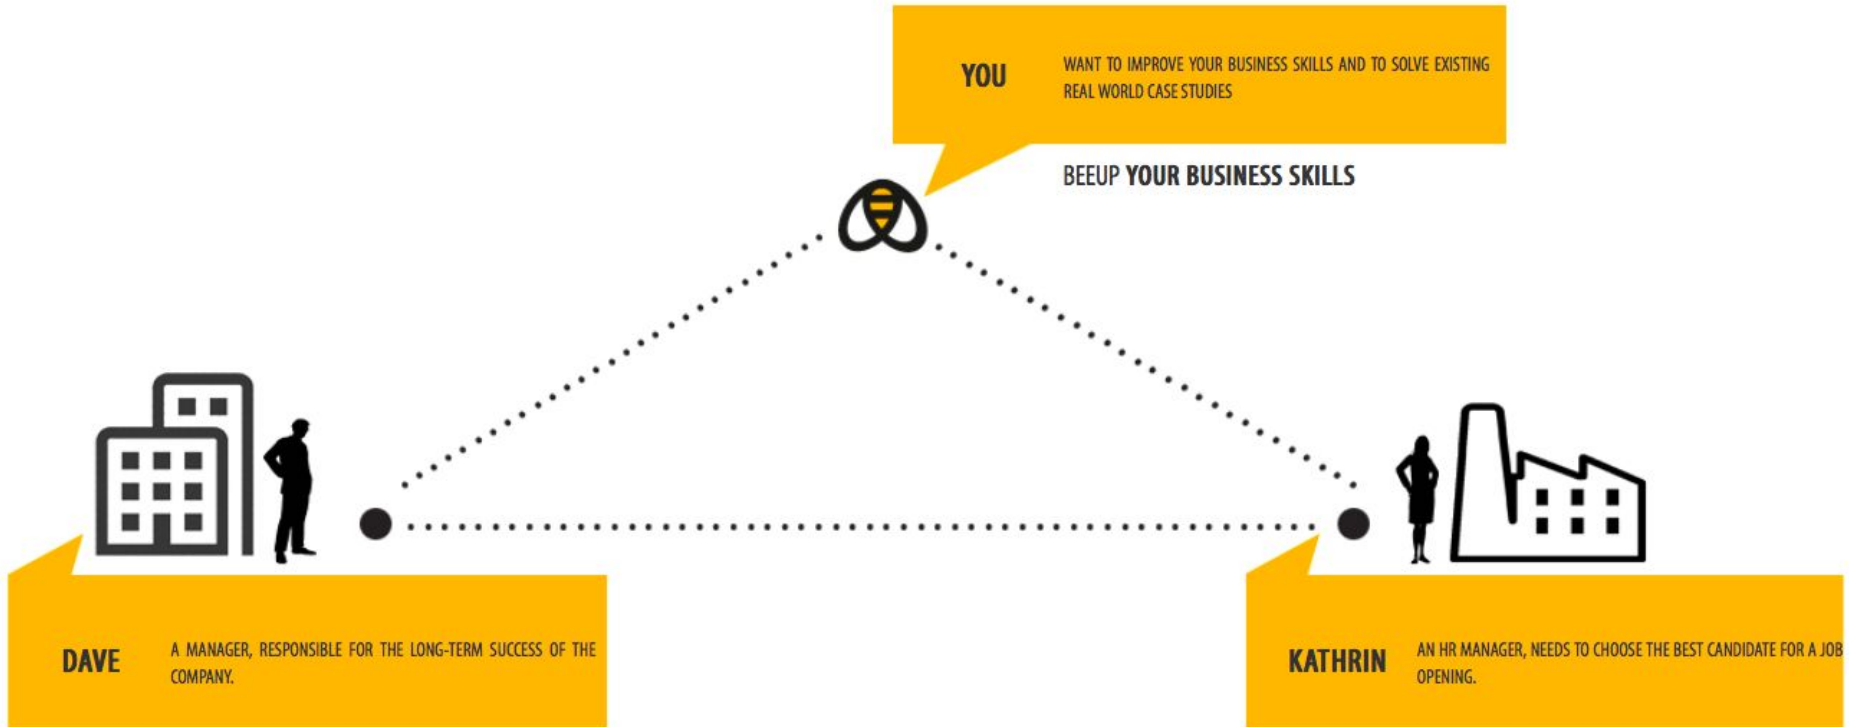 YOU
WANT TO IMPROVE YOUR BUSINESS SKILLS AND TO SOLVE EXISTING
REAL WORLD CASE STUDIES
BEEUP YOUR BUSINESS SKILLS
DAVE
A MANAGER, RESPONSIBLE FOR THE LONG-TERM SUCCESS OF THE
COMPANY.
KATHRIN
AN HR MANAGER, NEEDS TO CHOOSE THE BEST CANDIDATE FOR A JOB
OPENING.